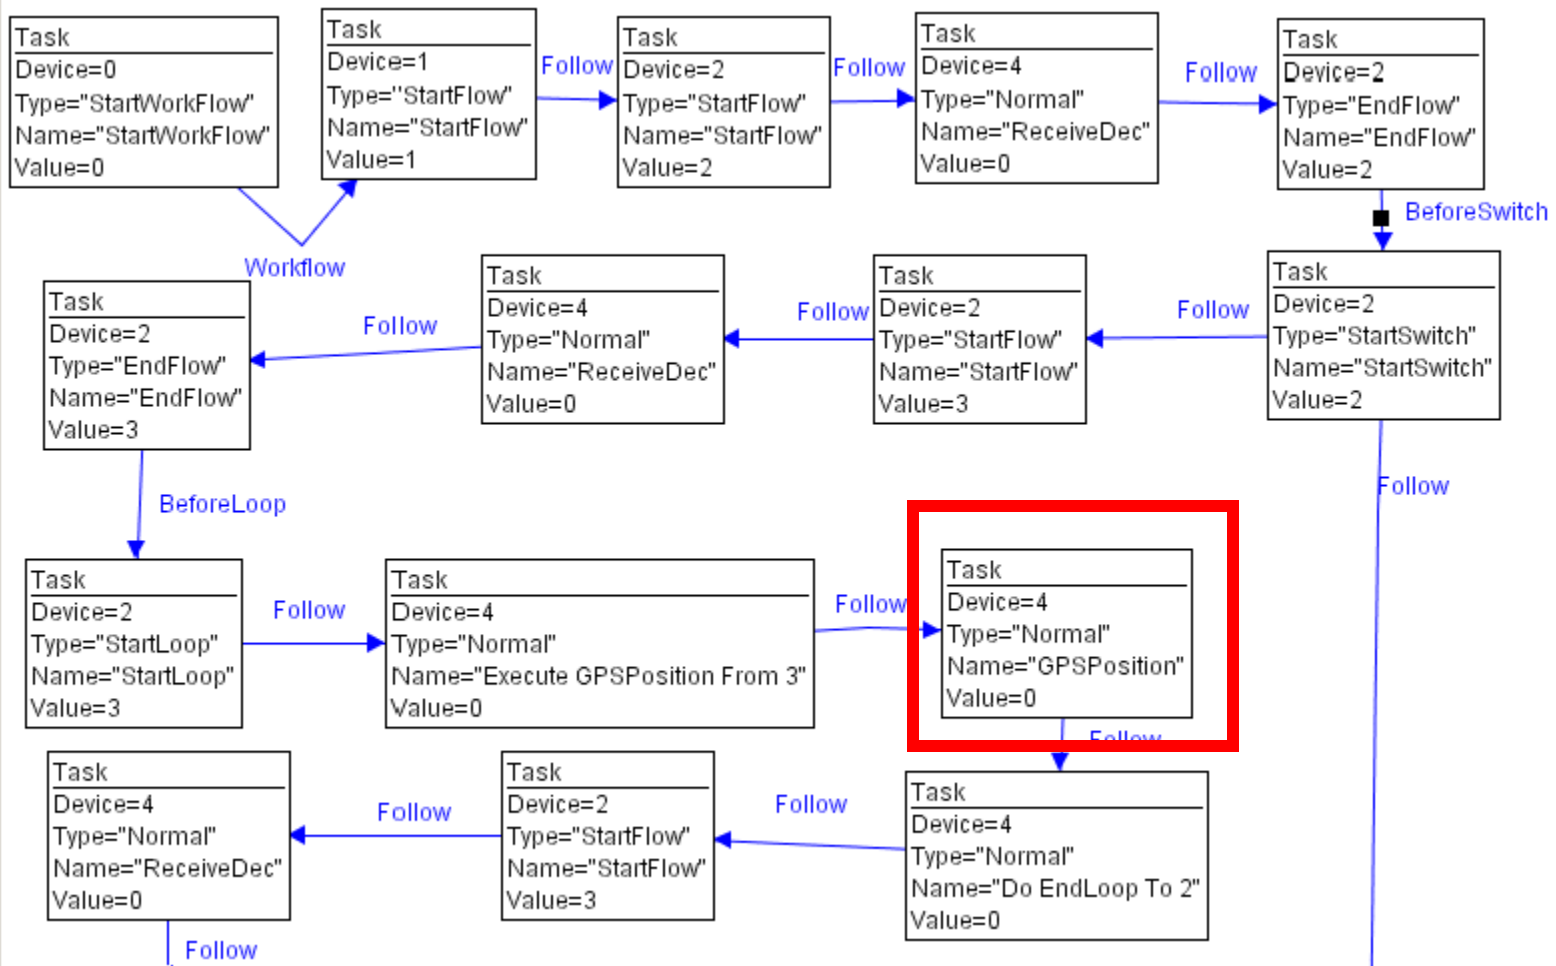 Task
Device=0
Type="StartWorkFlow"
Name="StartWorkFlow"
Value=0
Workflow
Task
Device=1
Type="StartFlow"
Name="StartFlow"
Value=1
Follow
Task
Device=2
Type="StartFlow"
Name="StartFlow"
Value=2
Follow
Task
Device=4
Type="Normal"
Name="ReceiveDec"
Value=0
Follow
Task
Device=2
Type="EndFlow"
Name="EndFlow"
Value=2
BeforeSwitch
Task
Device=2
Type="StartSwitch"
Name="StartSwitch"
Value=2
Follow
Follow
Task
Device=2
Type="StartFlow"
Name="StartFlow"
Value=3
Follow
Task
Device=4
Type="Normal"
Name="ReceiveDec"
Value=0
Follow
Task
Device=2
Type="EndFlow"
Name="EndFlow"
Value=3
BeforeLoop
Task
Device=2
Type="StartLoop"
Name="StartLoop"
Value=3
Follow
Task
Device=4
Type="Normal"
Name="Execute GPSPosition From 3"
Value=0
Follow
Task
Device=4
Type="Normal"
Name="GPSPosition"
Value=0
Follow
Task
Device=4
Type="Normal"
Name="Do EndLoop To 2"
Value=0
Follow
Task
Device=2
Type="StartFlow"
Name="StartFlow"
Value=3
Follow
Task
Device=4
Type="Normal"
Name="ReceiveDec"
Value=0
Follow